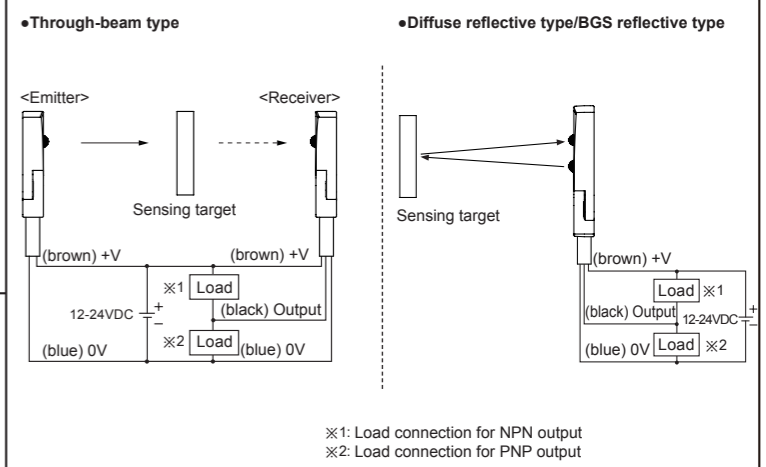 ●Through-beam type
<Emitter>
<Receiver>
Sensing target
(brown) +V
(brown) +V
※1 Load
(black) Output
12-24VDC
+
−
※2 Load
(blue) 0V
(blue) 0V
●Diffuse reflective type/BGS reflective type
Sensing target
(brown) +V
Load ※1
(black) Output
12-24VDC
+
−
(blue) 0V
Load ※2
※1: Load connection for NPN output
※2: Load connection for PNP output